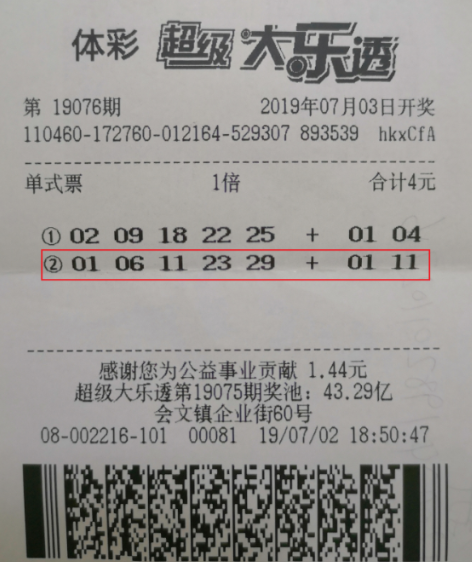 体彩 超级大乐透
第 19076期 2019年07月03日开奖
110460-172760-012164-529307 893539 hkxCfA
单式票 1倍 合计4元
① 02 09 18 22 25 + 01 04
② 01 06 11 23 29 + 01 11
感谢您为公益事业贡献 1.44元
超级大乐透第19075期奖池：43.29亿
会文镇企业街60号
08-002216-101 00081 19/07/02 18:50:47